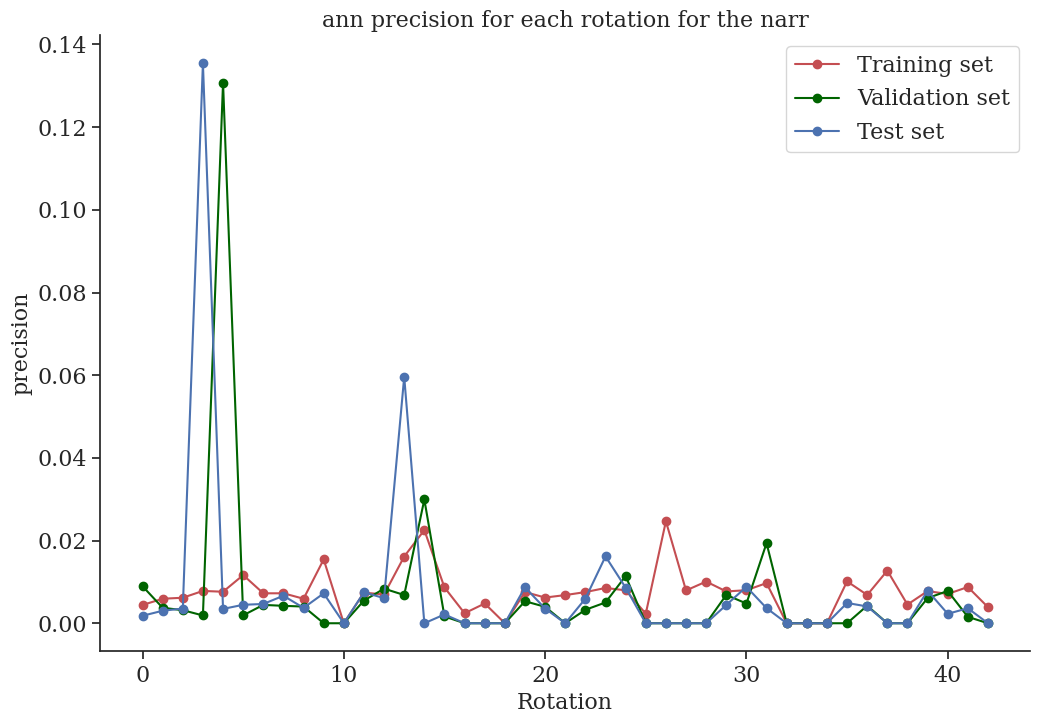 ann precision for each rotation for the narr
Training set
Validation set
Test set
precision
0.14
0.12
0.10
0.08
0.06
0.04
0.02
0.00
0 10 20 30 40
Rotation